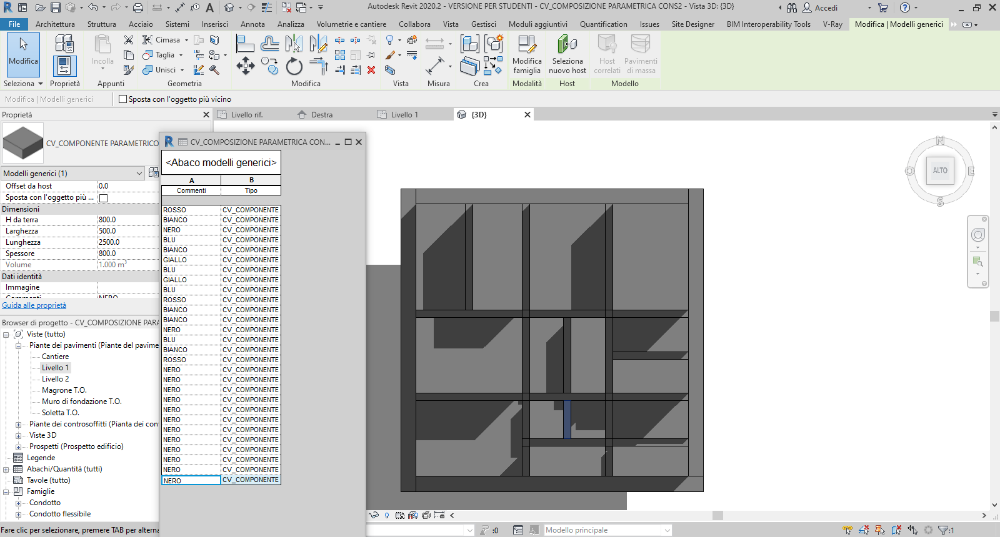 Autodesk Revit 2020.2 - VERSIONE PER STUDENTI - CV_COMPOSIZIONE PARAMETRICA CONS2 - Vista 3D: {3D}
Accedi
File
Architettura
Struttura
Acciaio
Sistemi
Inserisci
Annota
Analizza
Volumetrie e cantiere
Collabora
Vista
Gestisci
Moduli aggiuntivi
Quantification
Issues
Site Designer
BIM Interoperability Tools
V-Ray
Modifica | Modelli generici
Modifica
Incolla
Cimasa
Taglia
Unisci
Modifica famiglia
Seleziona nuovo host
Host correlati
Pavimenti di massa
Seleziona
Proprietà
Appunti
Geometria
Modifica
Vista
Misura
Crea
Modalità
Host
Modello
Modifica | Modelli generici
Sposta con l'oggetto più vicino
Proprietà
Livello rif.
Destra
Livello 1
{3D}
CV_COMPONENTE PARAMETRICO
Modelli generici (1)
Offset da host 0.0
Sposta con l'oggetto più ...
Dimensioni
H da terra 800.0
Larghezza 500.0
Lunghezza 2500.0
Spessore 800.0
Volume 1.000 m³
Dati identità
Immagine
Commenti NERO
Guida alle proprietà
Browser di progetto - CV_COMPOSIZIONE PARA
Viste (tutto)
Piante dei pavimenti (Piante del pavime
Cantiere
Livello 1
Livello 2
Magrone T.O.
Muro di fondazione T.O.
Soletta T.O.
Piante dei controsoffitti (Pianta dei con
Viste 3D
Prospetti (Prospetto edificio)
Legende
Abachi/Quantità (tutti)
Tavole (tutto)
Famiglie
Condotto
Condotto flessibile
CV_COMPOSIZIONE PARAMETRICA CON...
<Abaco modelli generici>
A B
Commenti Tipo
ROSSO CV_COMPONENTE
BIANCO CV_COMPONENTE
NERO CV_COMPONENTE
BLU CV_COMPONENTE
BIANCO CV_COMPONENTE
GIALLO CV_COMPONENTE
BLU CV_COMPONENTE
GIALLO CV_COMPONENTE
BLU CV_COMPONENTE
ROSSO CV_COMPONENTE
BIANCO CV_COMPONENTE
BIANCO CV_COMPONENTE
NERO CV_COMPONENTE
BLU CV_COMPONENTE
BIANCO CV_COMPONENTE
ROSSO CV_COMPONENTE
NERO CV_COMPONENTE
NERO CV_COMPONENTE
NERO CV_COMPONENTE
NERO CV_COMPONENTE
NERO CV_COMPONENTE
NERO CV_COMPONENTE
NERO CV_COMPONENTE
NERO CV_COMPONENTE
NERO CV_COMPONENTE
NERO CV_COMPONENTE
NERO CV_COMPONENTE
NERO CV_COMPONENTE
N
O
E
S
ALTO
Fare clic per selezionare, premere TAB per alterna
:0
Modello principale
:1